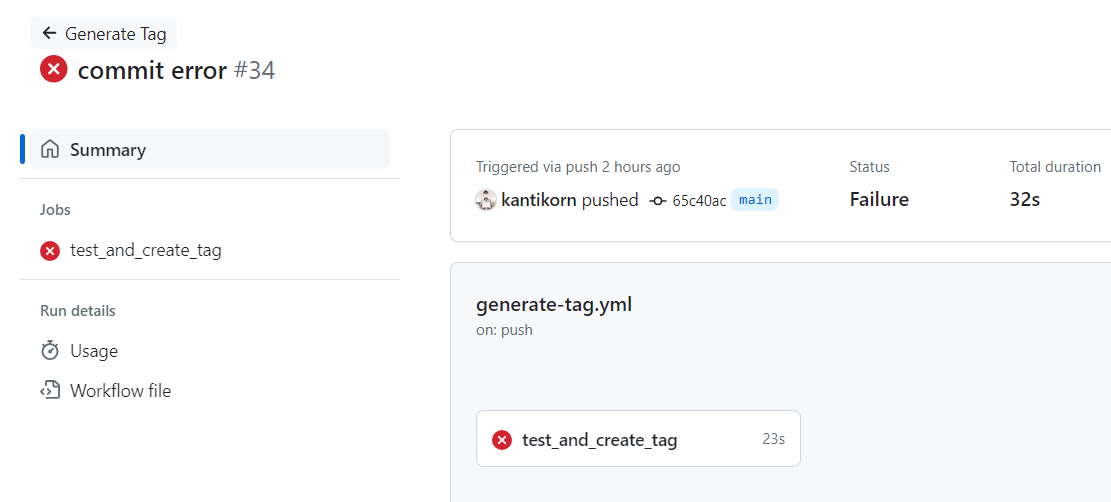 Generate Tag
commit error #34
Summary
Jobs
test_and_create_tag
Run details
Usage
Workflow file
Triggered via push 2 hours ago
kantikorn pushed 65c40ac main
Status
Failure
Total duration
32s
generate-tag.yml
on: push
test_and_create_tag 23s